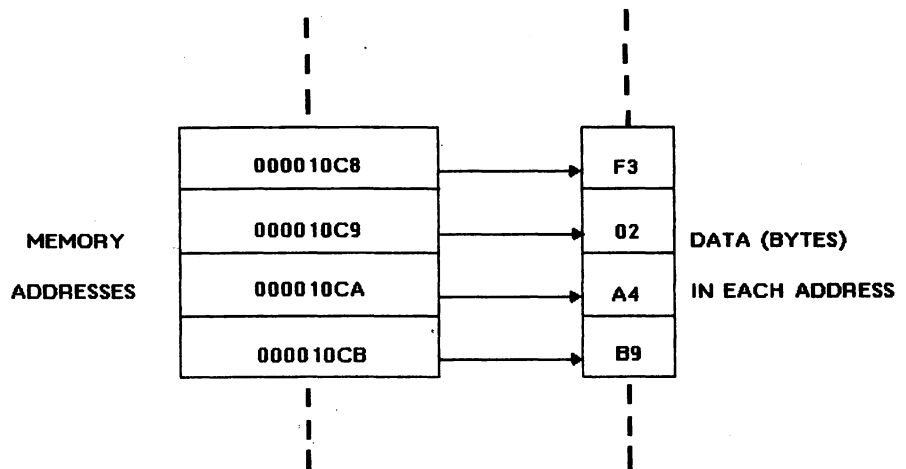 000010C8 F3
000010C9 02
MEMORY DATA (BYTES)
ADDRESSES IN EACH ADDRESS
000010CA A4
000010CB B9